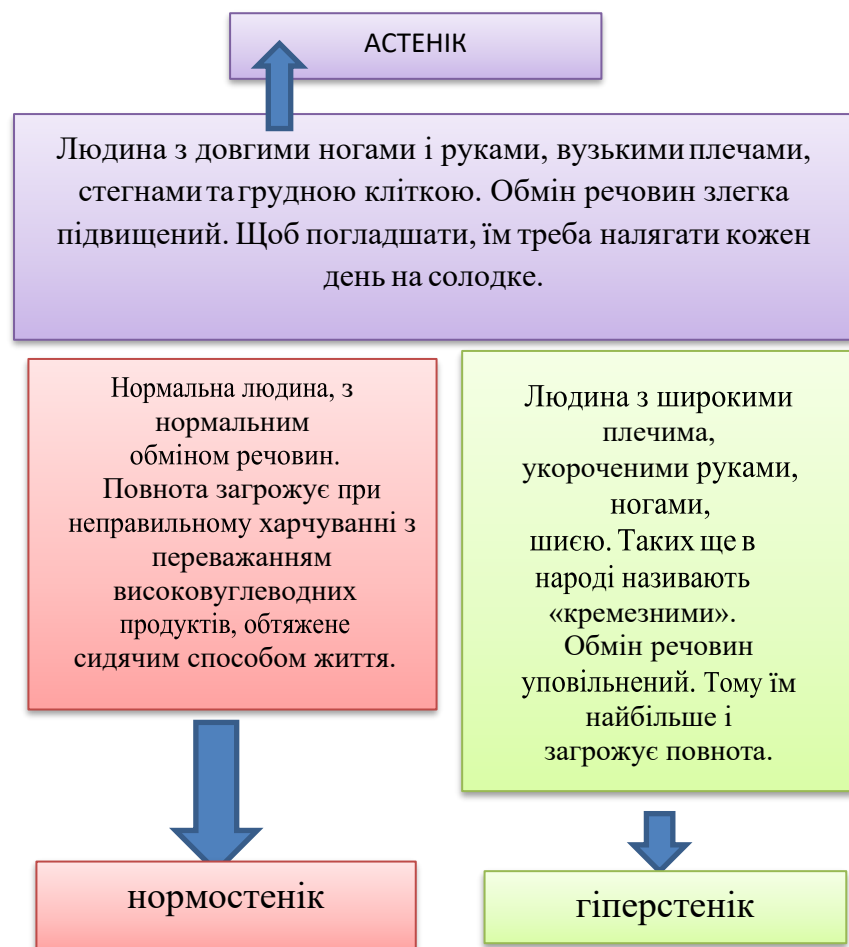 АСТЕНІК
Людина з довгими ногами і руками, вузькими плечами,
стегнами та грудною кліткою. Обмін речовин злегка
підвищений. Щоб погладшати, їм треба налягати кожен
день на солодке.
Нормальна людина, з
нормальним
обміном речовин.
Повнота загрожує при
неправильному харчуванні з
переважанням
високовуглеводних
продуктів, обтяжене
сидячим способом життя.
Людина з широкими
плечима,
укороченими руками,
ногами,
шиєю. Таких ще в
народі називають
«кремезними».
Обмін речовин
уповільнений. Тому їм
найбільше і
загрожує повнота.
нормостенік
гіперстенік